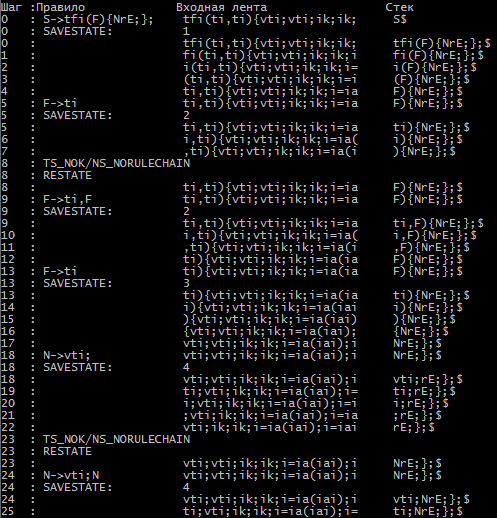 Шаг :Правило Входная лента Стек
0 : S->tfi(F){NrE;}; tfi(ti,ti){vti;vti;ik;ik; S$
0 : SAVESTATE: 1
0 : tfi(ti,ti){vti;vti;ik;ik; tfi(F){NrE;};$
1 : fi(ti,ti){vti;vti;ik;ik;i fi(F){NrE;};$
2 : i(ti,ti){vti;vti;ik;ik;i= i(F){NrE;};$
3 : (ti,ti){vti;vti;ik;ik;i=i (F){NrE;};$
4 : ti,ti){vti;vti;ik;ik;i=ia F){NrE;};$
5 : F->ti ti,ti){vti;vti;ik;ik;i=ia F){NrE;};$
5 : SAVESTATE: 2
5 : ti,ti){vti;vti;ik;ik;i=ia ti){NrE;};$
6 : i,ti){vti;vti;ik;ik;i=ia( i){NrE;};$
7 : ,ti){vti;vti;ik;ik;i=ia(i ){NrE;};$
8 : TS_NOK/NS_NORULECHAIN
8 : RESTATE
8 : ti,ti){vti;vti;ik;ik;i=ia F){NrE;};$
9 : F->ti,F ti,ti){vti;vti;ik;ik;i=ia F){NrE;};$
9 : SAVESTATE: 2
9 : ti,ti){vti;vti;ik;ik;i=ia ti,F){NrE;};$
10 : i,ti){vti;vti;ik;ik;i=ia( i,F){NrE;};$
11 : ,ti){vti;vti;ik;ik;i=ia(i ,F){NrE;};$
12 : ti){vti;vti;ik;ik;i=ia(ia F){NrE;};$
13 : F->ti ti){vti;vti;ik;ik;i=ia(ia F){NrE;};$
13 : SAVESTATE: 3
13 : ti){vti;vti;ik;ik;i=ia(ia ti){NrE;};$
14 : i){vti;vti;ik;ik;i=ia(iai i){NrE;};$
15 : ){vti;vti;ik;ik;i=ia(iai) ){NrE;};$
16 : {vti;vti;ik;ik;i=ia(iai); {NrE;};$
17 : vti;vti;ik;ik;i=ia(iai);i NrE;};$
18 : N->vti; vti;vti;ik;ik;i=ia(iai);i NrE;};$
18 : SAVESTATE: 4
18 : vti;vti;ik;ik;i=ia(iai);i vti;rE;};$
19 : ti;vti;ik;ik;i=ia(iai);i= ti;rE;};$
20 : i;vti;ik;ik;i=ia(iai);i=i i;rE;};$
21 : ;vti;ik;ik;i=ia(iai);i=ia ;rE;};$
22 : vti;ik;ik;i=ia(iai);i=iai rE;};$
23 : TS_NOK/NS_NORULECHAIN
23 : RESTATE
23 : vti;vti;ik;ik;i=ia(iai);i NrE;};$
24 : N->vti;N vti;vti;ik;ik;i=ia(iai);i NrE;};$
24 : SAVESTATE: 4
24 : vti;vti;ik;ik;i=ia(iai);i vti;NrE;};$
25 : ti;vti;ik;ik;i=ia(iai);i= ti;NrE;};$